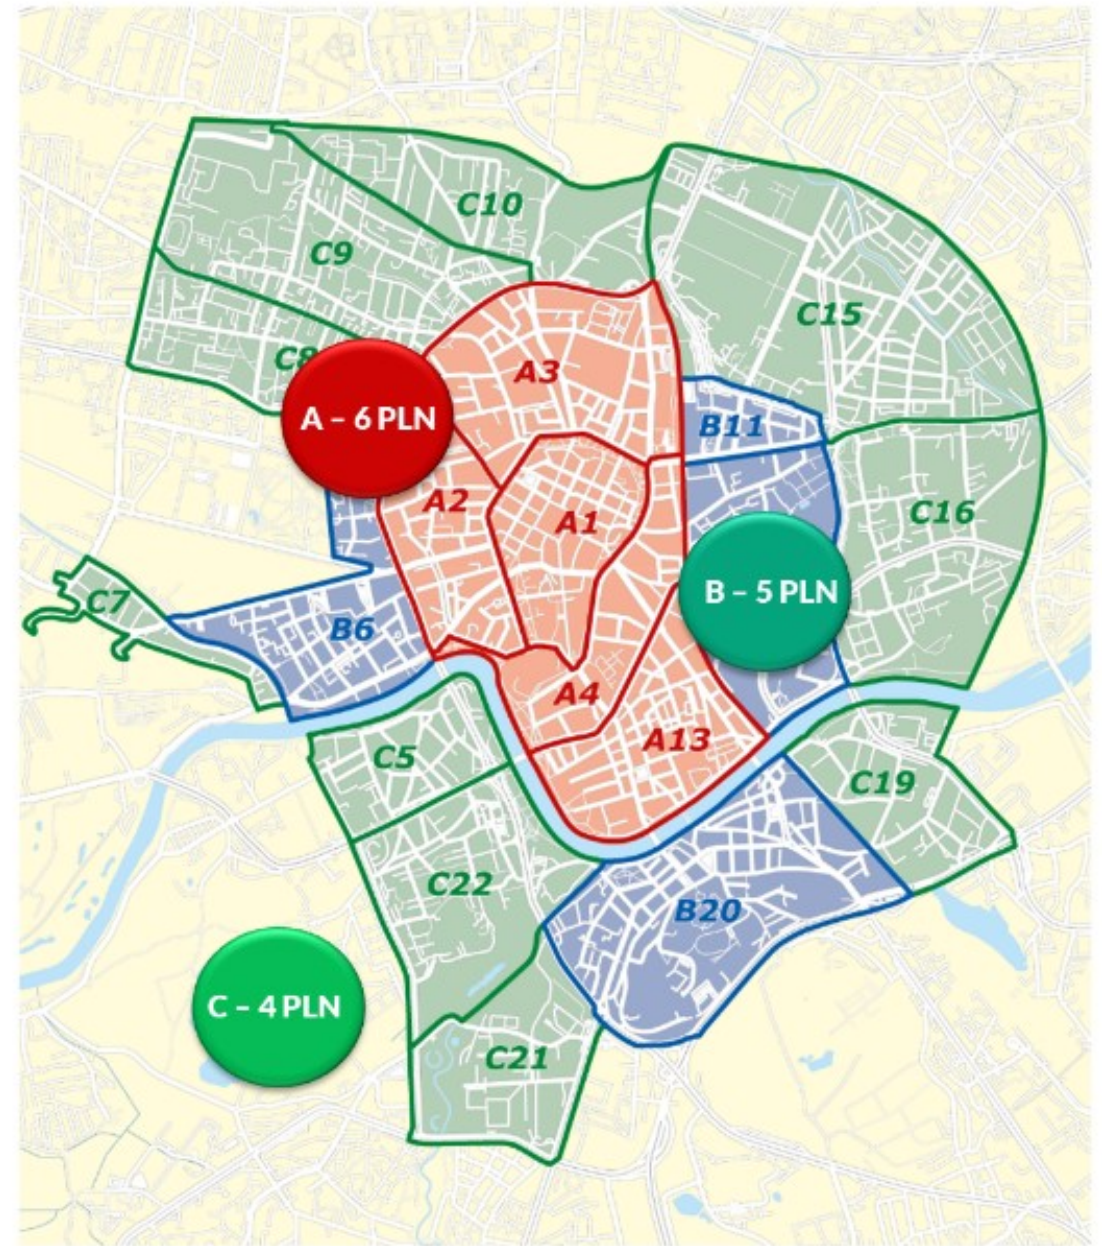 C10
C9
C15
C8
A3
A – 6 PLN
B11
A2
A1
C16
B – 5 PLN
C7
B6
A4
A13
C5
C19
C22
B20
C – 4 PLN
C21